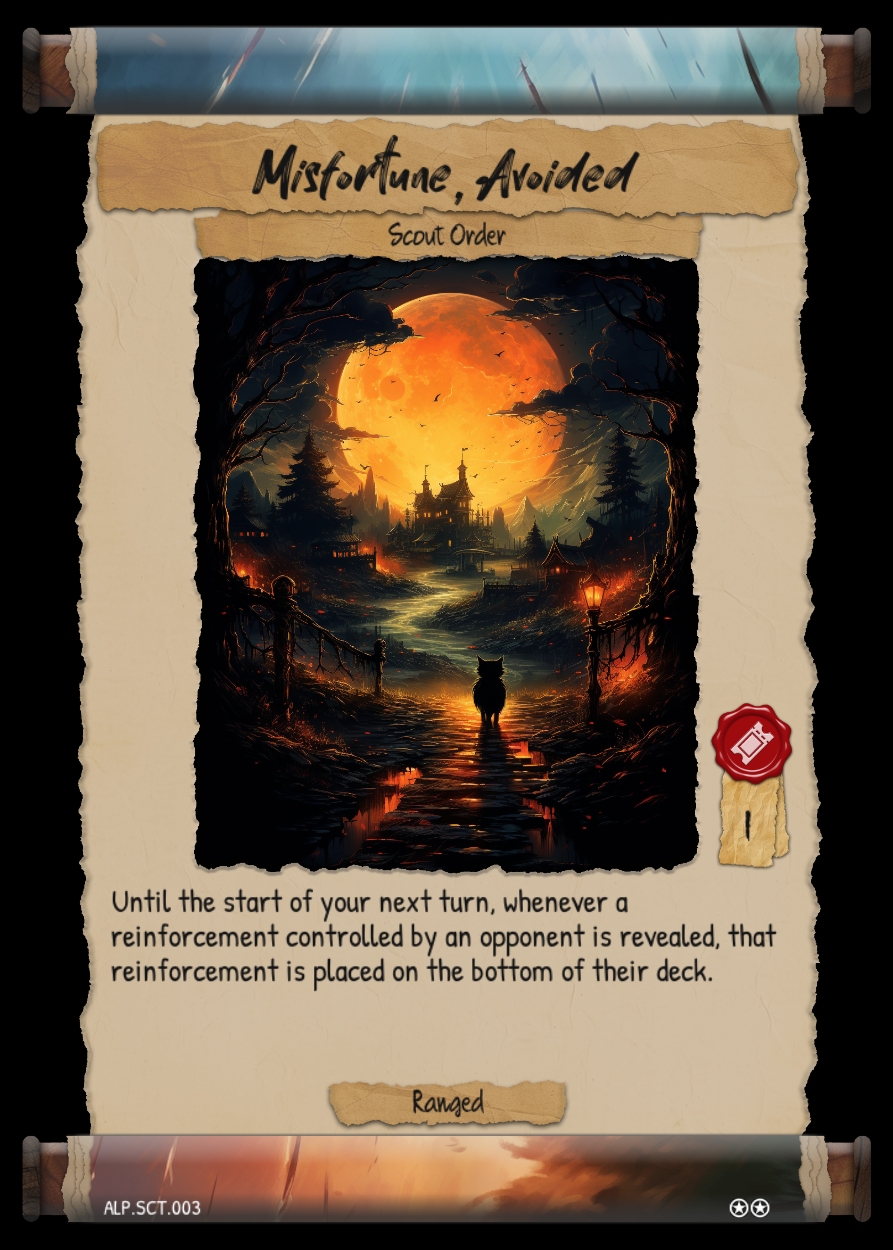 Misfortune, Avoided
Scout Order
1
Until the start of your next turn, whenever a
reinforcement controlled by an opponent is revealed, that
reinforcement is placed on the bottom of their deck.
Ranged
ALP.SCT.003